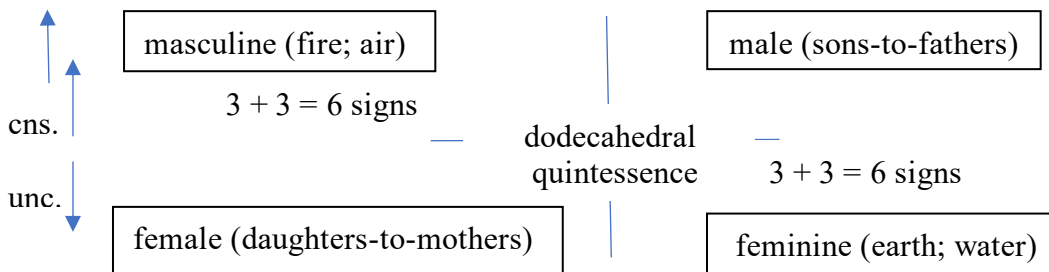 masculine (fire; air)
male (sons-to-fathers)
3 + 3 = 6 signs
cns.
dodecahedral
quintessence
3 + 3 = 6 signs
unc.
female (daughters-to-mothers)
feminine (earth; water)